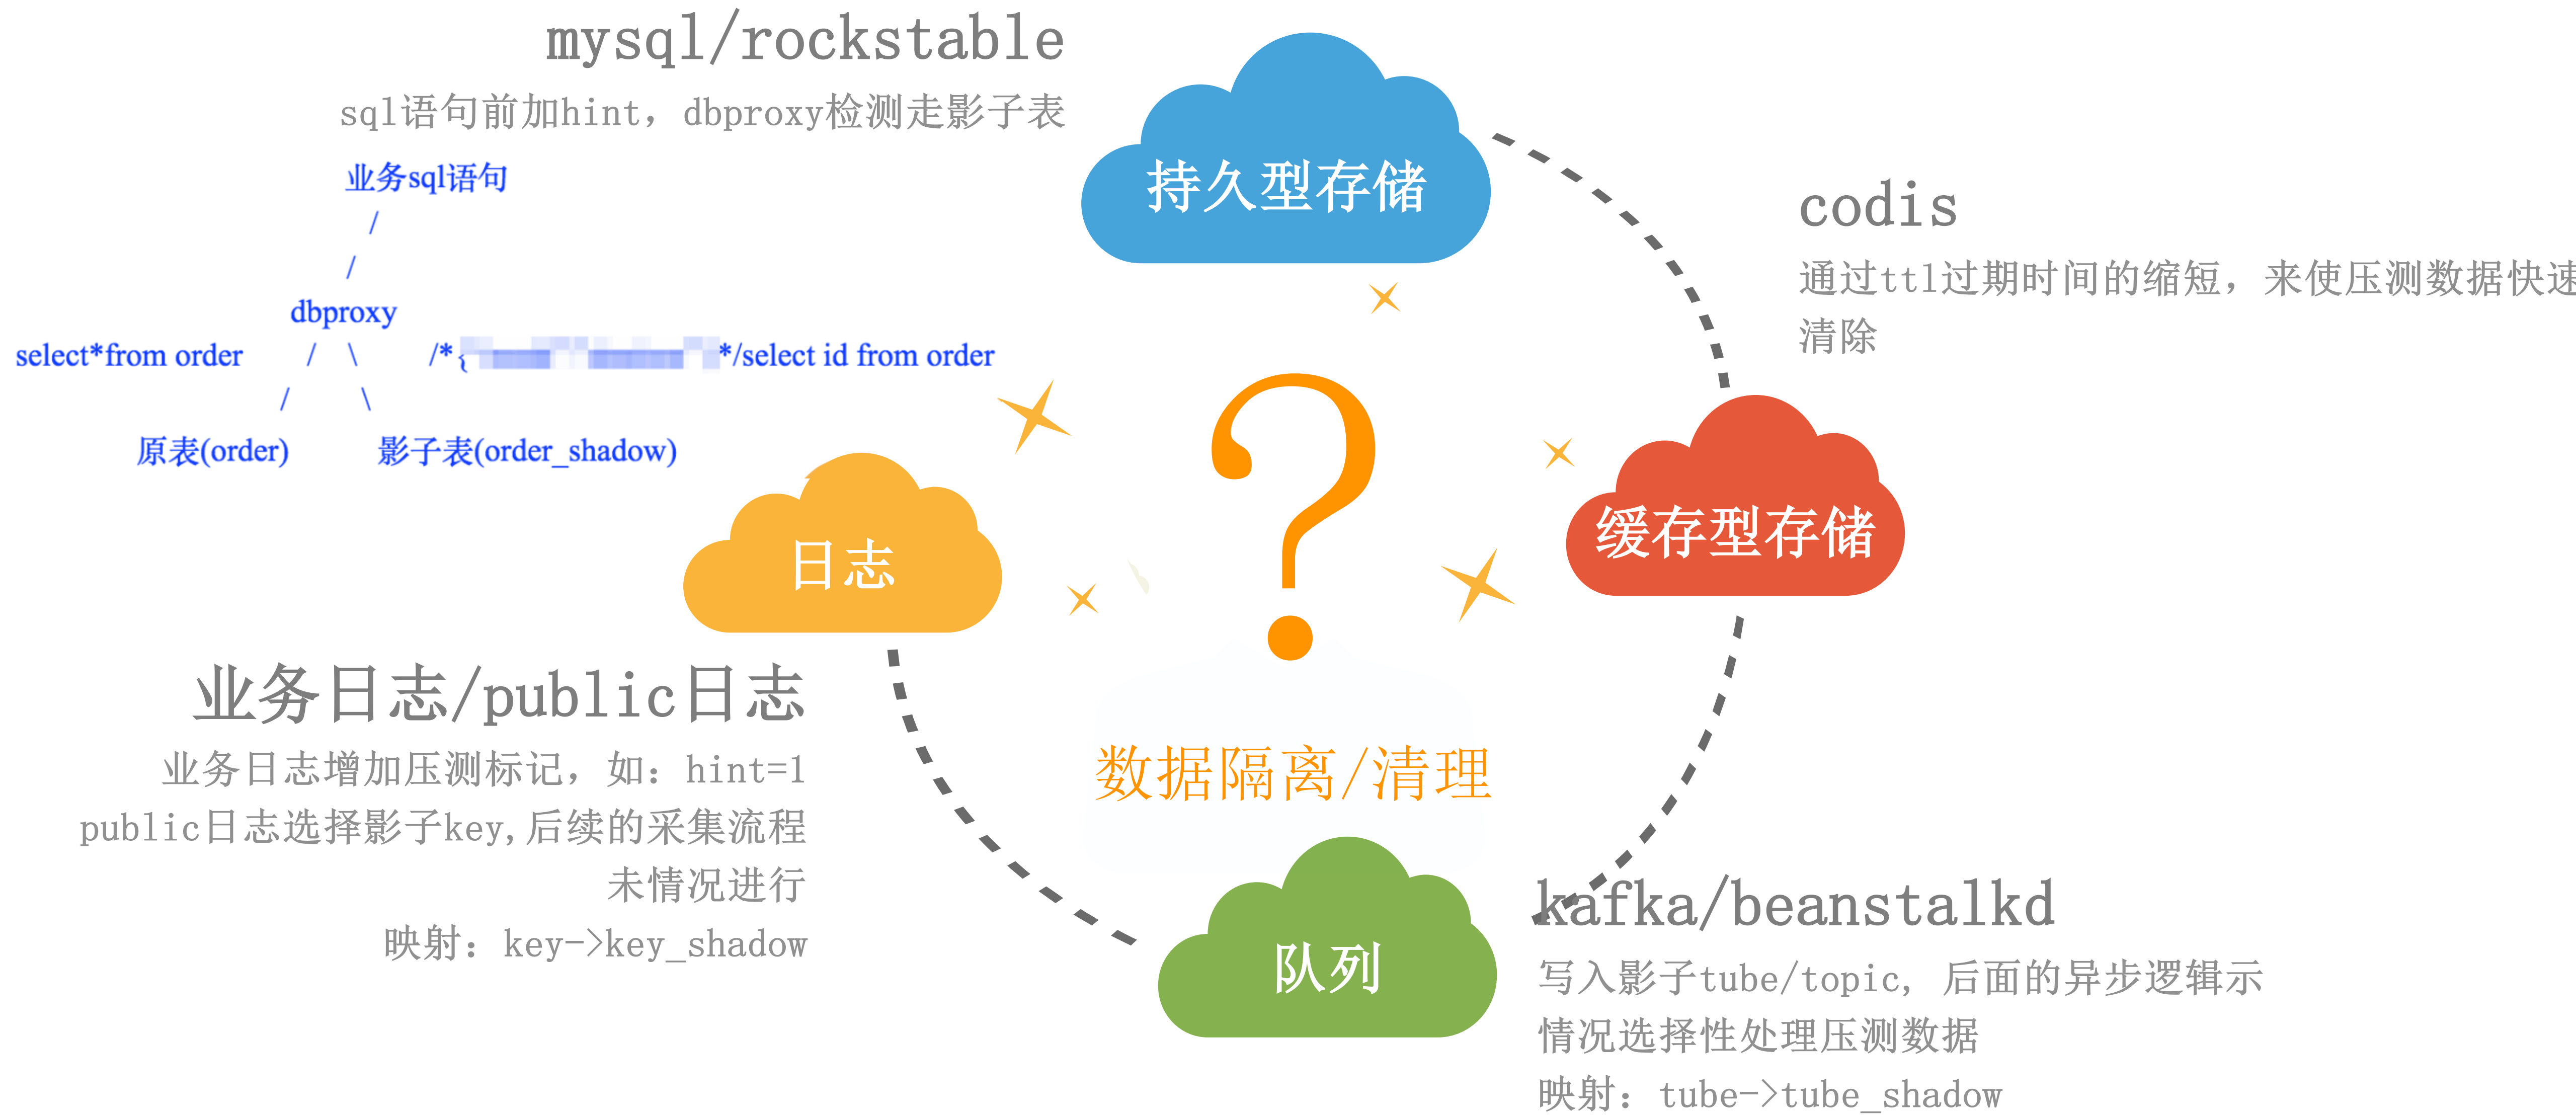 mysql/rockstable
sql语句前加hint，dbproxy检测走影子表
业务sql语句
/
/
dbproxy
select*from order / \ /*{ */select id from order
/ \
原表(order) 影子表(order_shadow)
持久型存储
codis
通过ttl过期时间的缩短，来使压测数据快速
清除
缓存型存储
日志
?
业务日志/public日志
业务日志增加压测标记，如：hint=1
public日志选择影子key,后续的采集流程
未情况进行
映射：key->key_shadow
数据隔离/清理
队列
kafka/beanstalkd
写入影子tube/topic, 后面的异步逻辑示
情况选择性处理压测数据
映射：tube->tube_shadow